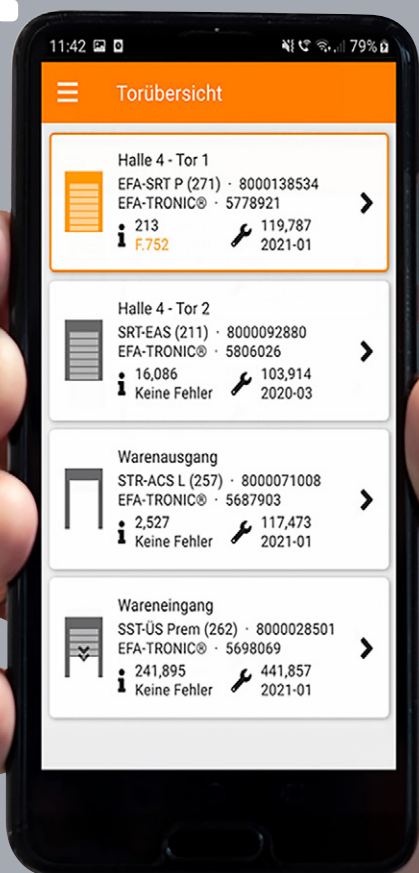 11:42
79%
Torübersicht
Halle 4 - Tor 1
EFA-SRT P (271) · 8000138534
EFA-TRONIC® · 5778921
213 119,787
F.752 2021-01
Halle 4 - Tor 2
SRT-EAS (211) · 8000092880
EFA-TRONIC® · 5806026
16,086 103,914
Keine Fehler 2020-03
Warenausgang
STR-ACS L (257) · 8000071008
EFA-TRONIC® · 5687903
2,527 117,473
Keine Fehler 2021-01
Wareneingang
SST-ÜS Prem (262) · 8000028501
EFA-TRONIC® · 5698069
241,895 441,857
Keine Fehler 2021-01